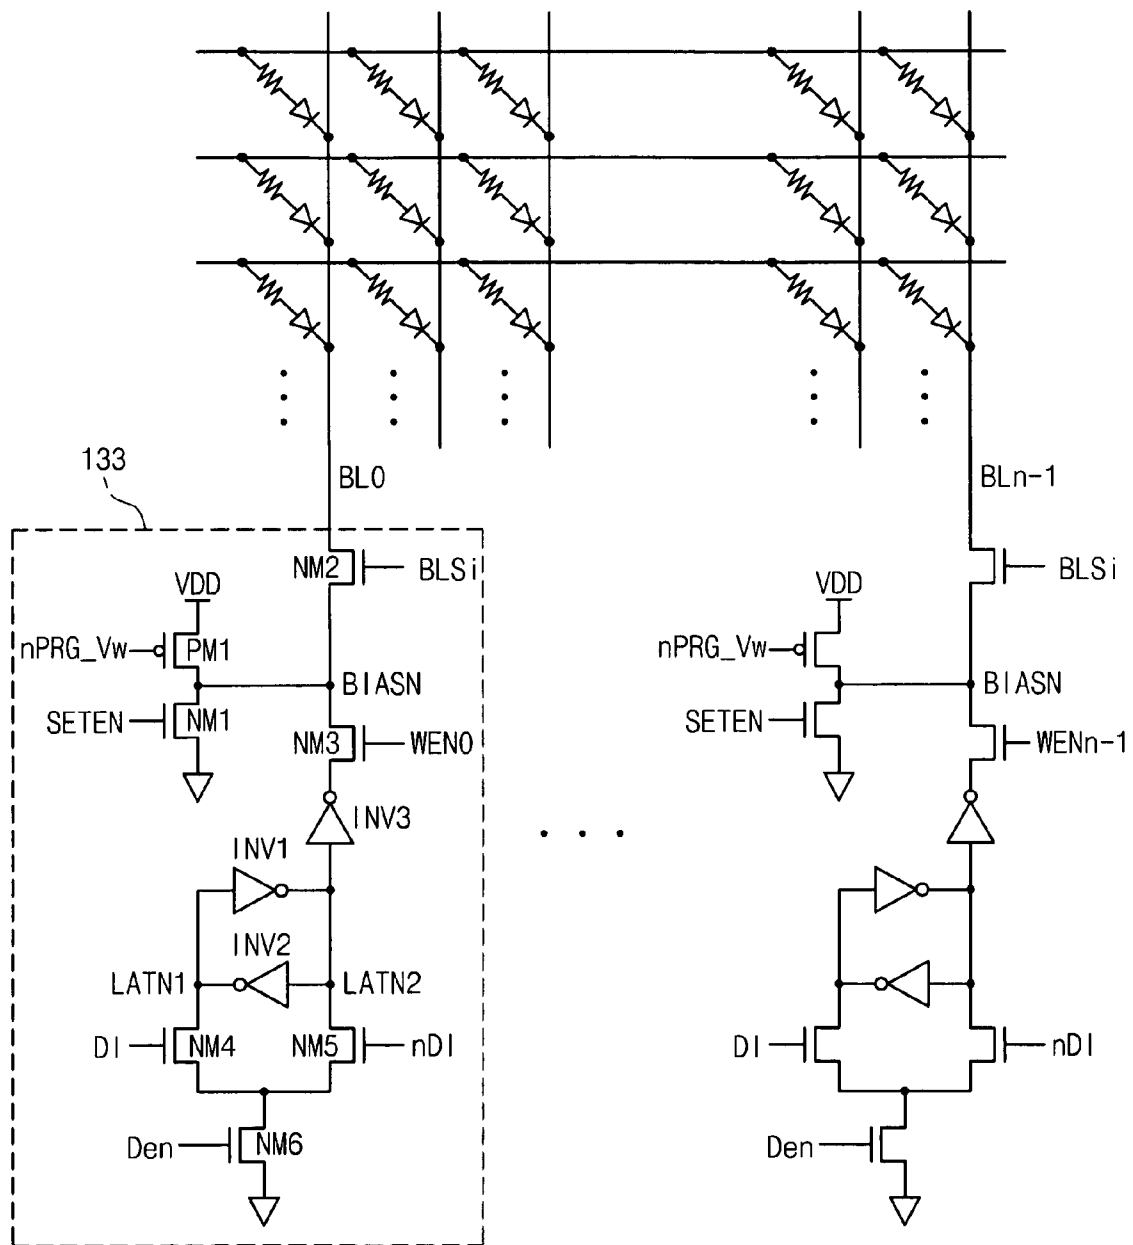 133
BL0
BLn-1
NM2
BLSi
BLSi
VDD
VDD
nPRG_Vw
PM1
nPRG_Vw
BIASN
BIASN
SETEN
NM1
SETEN
NM3
WEN0
WENn-1
INV3
INV1
INV2
LATN1
LATN2
DI
NM4
NM5
nDI
DI
nDI
Den
NM6
Den